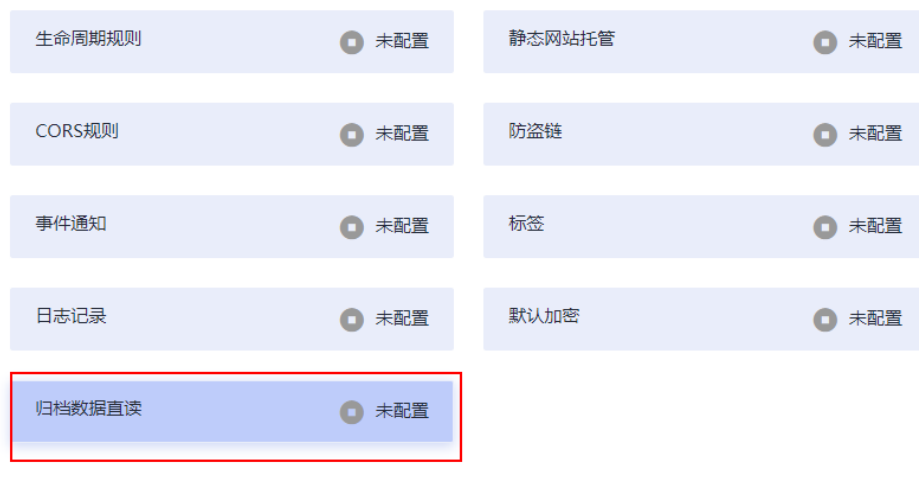 生命周期规则 未配置 静态网站托管 未配置
CORS规则 未配置 防盗链 未配置
事件通知 未配置 标签 未配置
日志记录 未配置 默认加密 未配置
归档数据直读 未配置